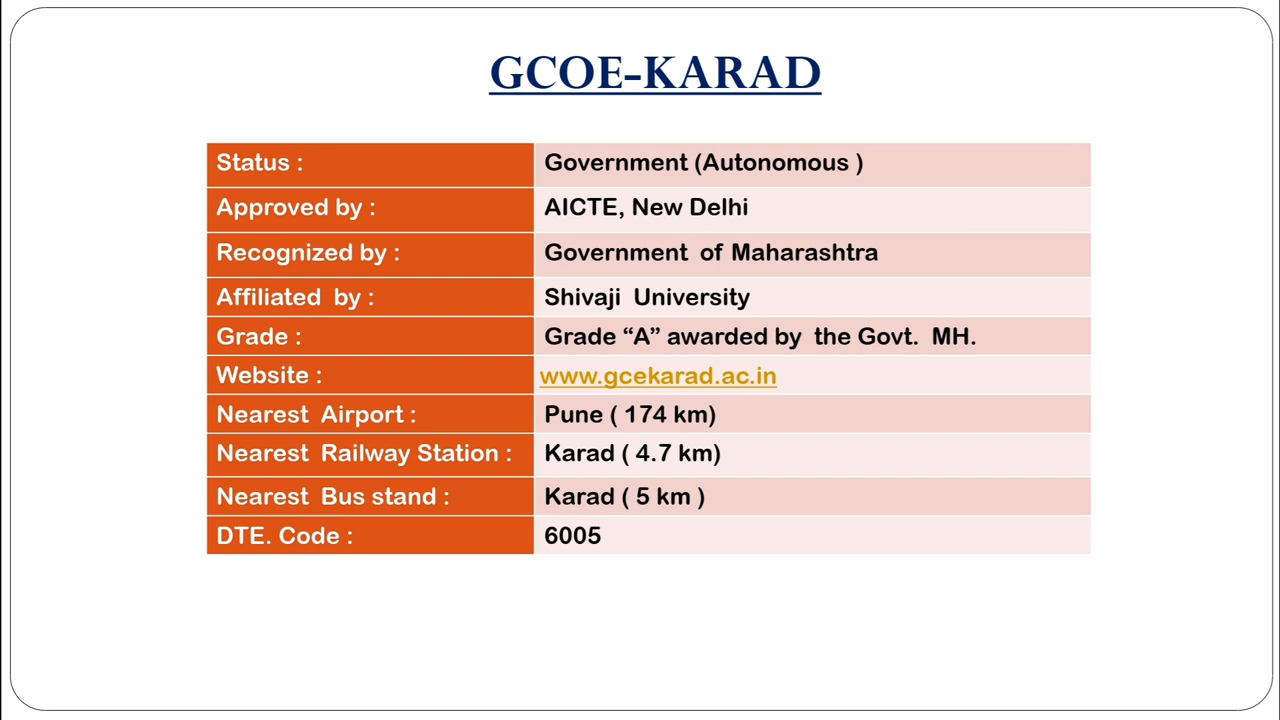 GCOE-KARAD
Status : Government (Autonomous )
Approved by : AICTE, New Delhi
Recognized by : Government of Maharashtra
Affiliated by : Shivaji University
Grade : Grade “A” awarded by the Govt. MH.
Website : www.gcekarad.ac.in
Nearest Airport : Pune ( 174 km)
Nearest Railway Station : Karad ( 4.7 km)
Nearest Bus stand : Karad ( 5 km )
DTE. Code : 6005